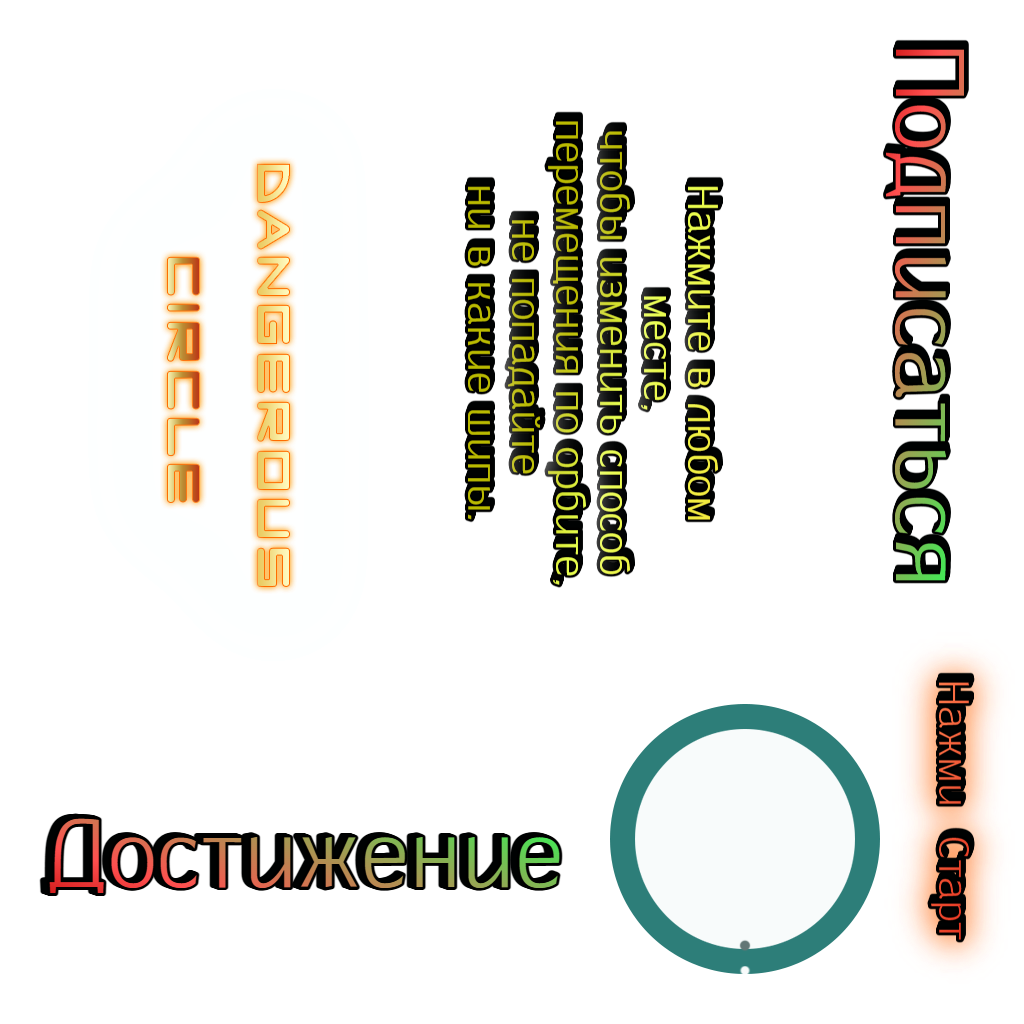 DANGEROUS
CIRCLE
Нажмите в любом
месте,
чтобы изменить способ
перемещения по орбите,
не попадайте
ни в какие шипы.
Подписаться
Нажми Старт
Достижение